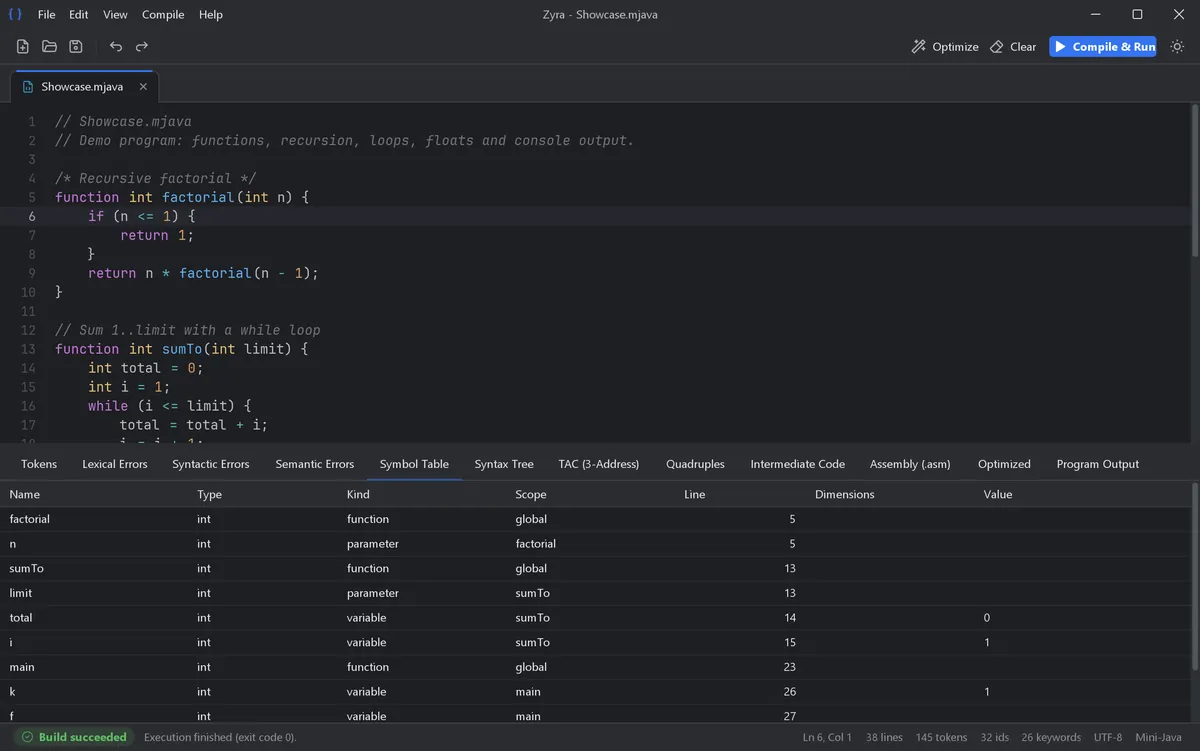 File Edit View Compile Help Zyra - Showcase.mjava
Optimize Clear Compile & Run
Showcase.mjava
1 // Showcase.mjava
2 // Demo program: functions, recursion, loops, floats and console output.
3
4 /* Recursive factorial */
5 function int factorial(int n) {
6 if (n <= 1) {
7 return 1;
8 }
9 return n * factorial(n - 1);
10 }
11
12 // Sum 1..limit with a while loop
13 function int sumTo(int limit) {
14 int total = 0;
15 int i = 1;
16 while (i <= limit) {
17 total = total + i;
18 i = i + 1;
Tokens Lexical Errors Syntactic Errors Semantic Errors Symbol Table Syntax Tree TAC (3-Address) Quadruples Intermediate Code Assembly (.asm) Optimized Program Output
Name Type Kind Scope Line Dimensions Value
factorial int function global 5
n int parameter factorial 5
sumTo int function global 13
limit int parameter sumTo 13
total int variable sumTo 14 0
i int variable sumTo 15 1
main int function global 23
k int variable main 26 1
f int variable main 27
Build succeeded Execution finished (exit code 0). Ln 6, Col 1 38 lines 145 tokens 32 ids 26 keywords UTF-8 Mini-Java